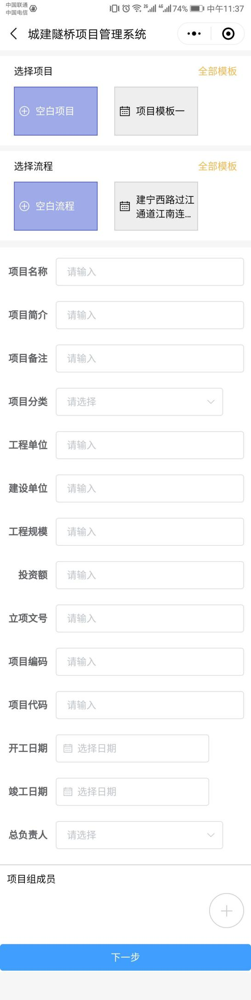 中国联通
中国电信
2G 4G 74% 中午11:37
城建隧桥项目管理系统
选择项目 全部模板
空白项目 项目模板一
选择流程 全部模板
空白流程 建宁西路过江
通道江南连...
项目名称 请输入
项目简介 请输入
项目备注 请输入
项目分类 请选择
工程单位 请输入
建设单位 请输入
工程规模 请输入
投资额 请输入
立项文号 请输入
项目编码 请输入
项目代码 请输入
开工日期 选择日期
竣工日期 选择日期
总负责人 请选择
项目组成员
下一步